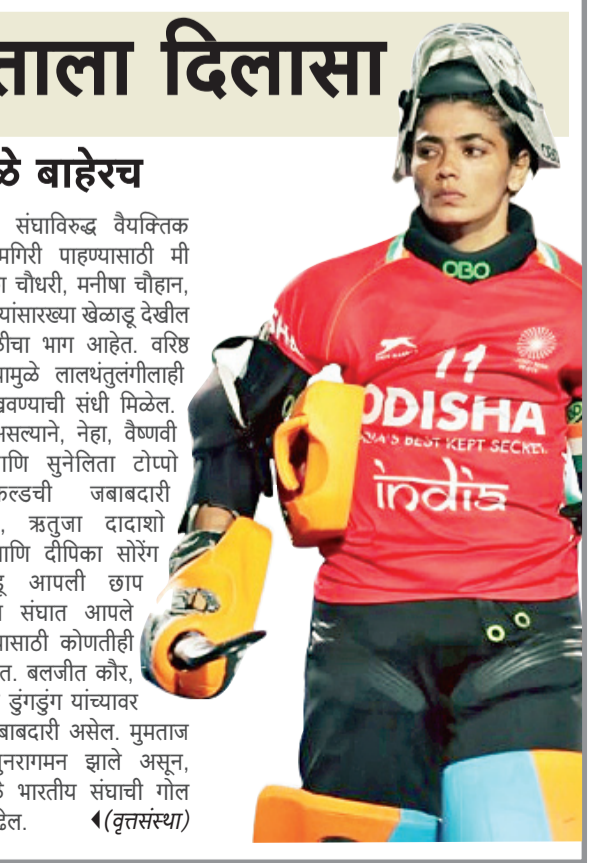 ताला दिलासा
ळे बाहेरच
संघाविरुद्ध वैयक्तिक
मगिरी पाहण्यासाठी मी
चौधरी, मनीषा चौहान,
यांसारख्या खेळाडू देखील
चा भाग आहेत. वरिष्ठ
ामुळे लालथंतुलंगीलाही
वण्याची संधी मिळेल.
असल्याने, नेहा, वैष्णवी
आणि सुनेलिता टोप्पो
ल्डची जबाबदारी
, ऋतुजा दादाशो
आणि दीपिका सोरेंग
आपली छाप
संघात आपले
यासाठी कोणतीही
त. बलजीत कौर,
डुंगडुंग यांच्यावर
बाबदारी असेल. मुमताज
पुनरागमन झाले असून,
भारतीय संघाची गोल
ढेल. (वृत्तसंस्था)
OBO
OBO
11
ODISHA
INDIA'S BEST KEPT SECRET
india